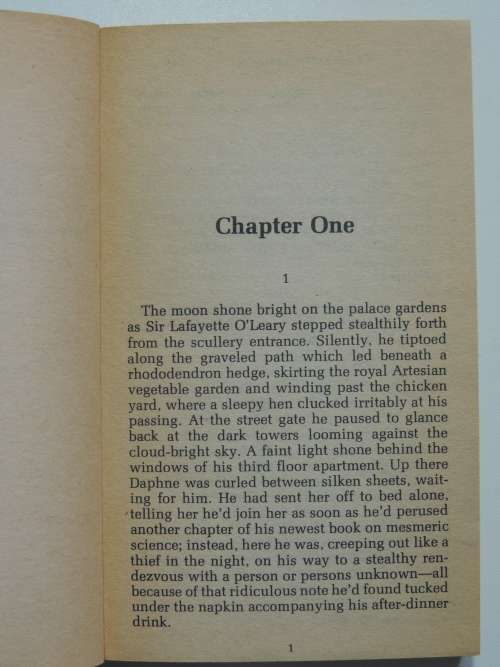 Chapter One
1
The moon shone bright on the palace gardens
as Sir Lafayette O'Leary stepped stealthily forth
from the scullery entrance. Silently, he tiptoed
along the graveled path which led beneath a
rhododendron hedge, skirting the royal Artesian
vegetable garden and winding past the chicken
yard, where a sleepy hen clucked irritably at his
passing. At the street gate he paused to glance
back at the dark towers looming against the
cloud-bright sky. A faint light shone behind the
windows of his third floor apartment. Up there
Daphne was curled between silken sheets, wait-
ing for him. He had sent her off to bed alone,
telling her he'd join her as soon as he'd perused
another chapter of his newest book on mesmeric
science; instead, here he was, creeping out like a
thief in the night, on his way to a stealthy ren-
dezvous with a person or persons unknown—all
because of that ridiculous note he'd found tucked
under the napkin accompanying his after-dinner
drink.
1